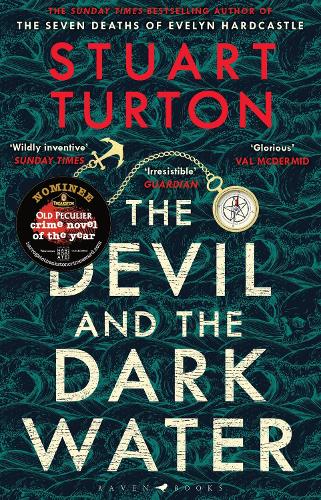 THE SUNDAY TIMES BESTSELLING AUTHOR OF
THE SEVEN DEATHS OF EVELYN HARDCASTLE
STUART
TURTON
‘Wildly inventive’
SUNDAY TIMES
‘Irresistible’
GUARDIAN
‘Glorious’
VAL MCDERMID
NOMINEE
THEAKSTON
OLD PECULIER
crime novel
of the year
THE
DEVIL
AND THE
DARK
WATER
RAVEN BOOKS